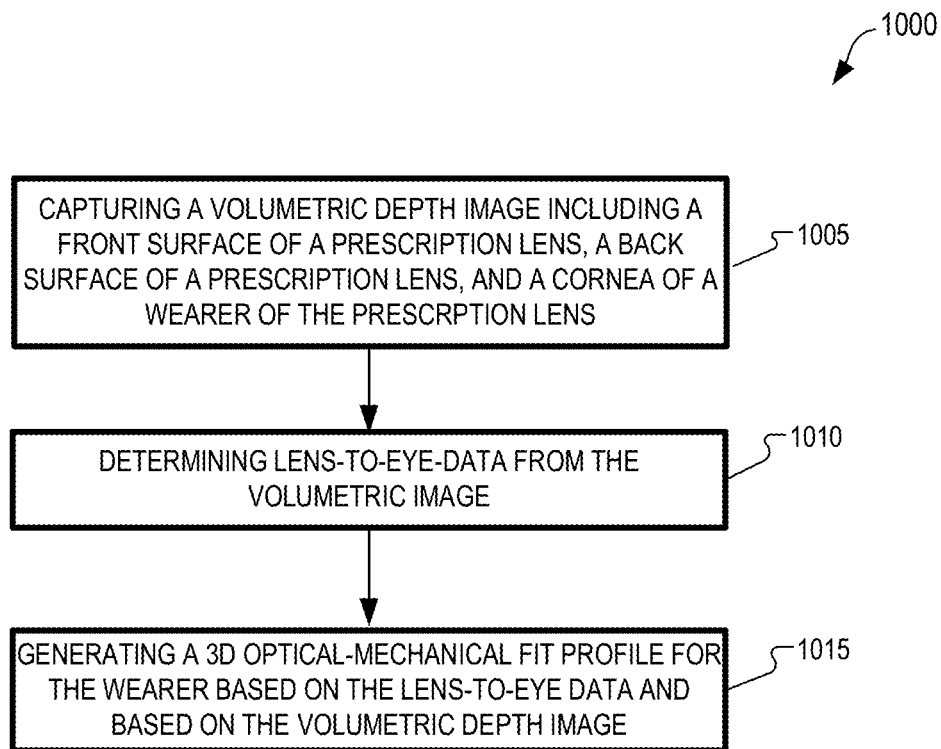 1000
CAPTURING A VOLUMETRIC DEPTH IMAGE INCLUDING A
FRONT SURFACE OF A PRESCRIPTION LENS, A BACK
SURFACE OF A PRESCRIPTION LENS, AND A CORNEA OF A
WEARER OF THE PRESCRPTION LENS
1005
DETERMINING LENS-TO-EYE-DATA FROM THE
VOLUMETRIC IMAGE
1010
GENERATING A 3D OPTICAL-MECHANICAL FIT PROFILE FOR
THE WEARER BASED ON THE LENS-TO-EYE DATA AND
BASED ON THE VOLUMETRIC DEPTH IMAGE
1015